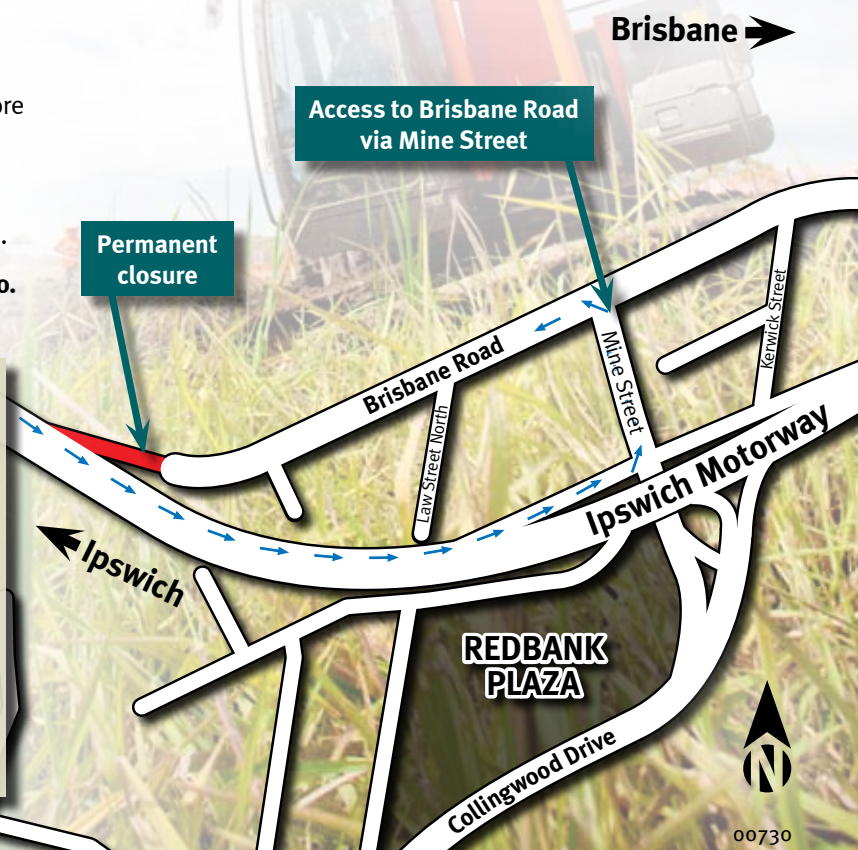 Brisbane
Access to Brisbane Road
via Mine Street
.
Permanent
closure
Brisbane Road
Mine Street
Kerwick Street
Law Street North
Ipswich Motorway
Ipswich
REDBANK
PLAZA
Collingwood Drive
N
00730